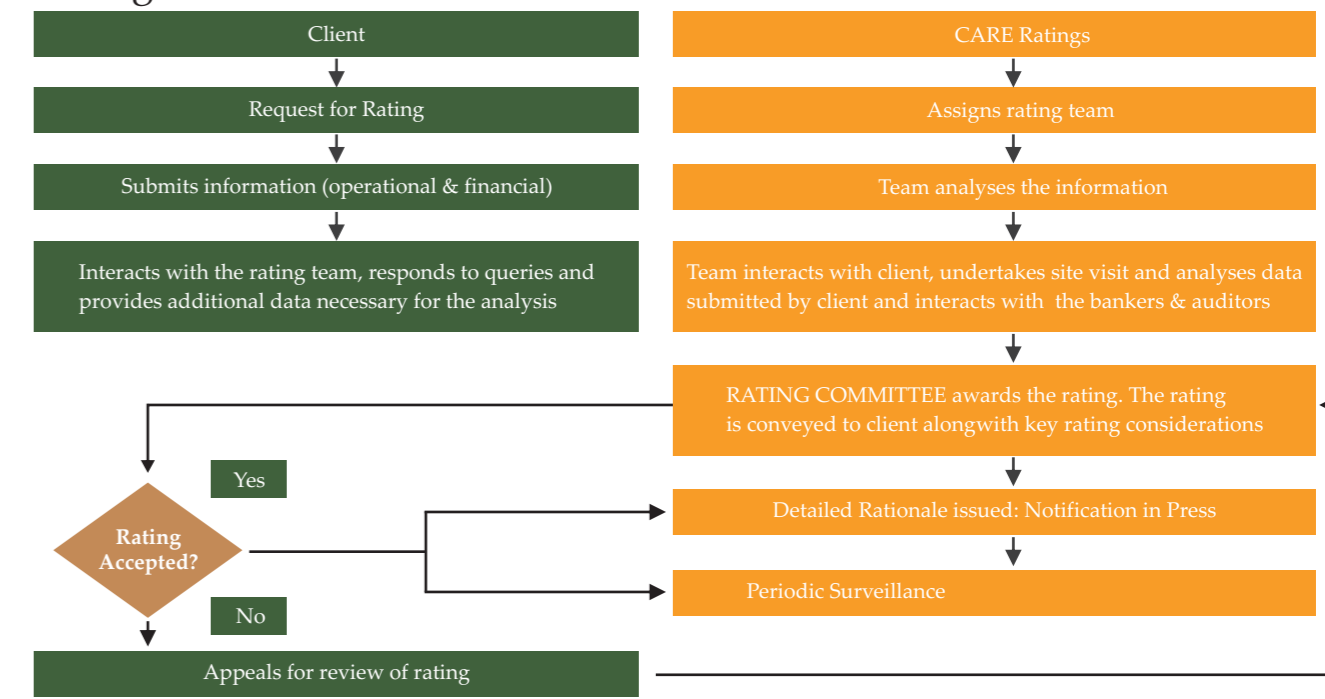 Client
CARE Ratings
Request for Rating
Assigns rating team
Submits information (operational & financial)
Team analyses the information
Interacts with the rating team, responds to queries and
provides additional data necessary for the analysis
Team interacts with client, undertakes site visit and analyses data
submitted by client and interacts with the bankers & auditors
RATING COMMITTEE awards the rating. The rating
is conveyed to client alongwith key rating considerations
Yes
Detailed Rationale issued: Notification in Press
Rating
Accepted?
Periodic Surveillance
No
Appeals for review of rating